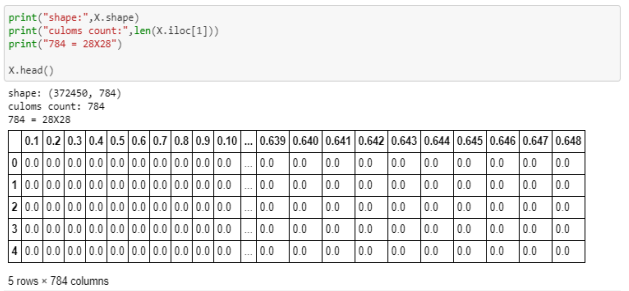 print("shape:",X.shape)
print("culoms count:",len(X.iloc[1]))
print("784 = 28X28")
X.head()
shape: (372450, 784)
culoms count: 784
784 = 28X28
0.1 0.2 0.3 0.4 0.5 0.6 0.7 0.8 0.9 0.10 ... 0.639 0.640 0.641 0.642 0.643 0.644 0.645 0.646 0.647 0.648
0 0.0 0.0 0.0 0.0 0.0 0.0 0.0 0.0 0.0 0.0 ... 0.0 0.0 0.0 0.0 0.0 0.0 0.0 0.0 0.0 0.0
1 0.0 0.0 0.0 0.0 0.0 0.0 0.0 0.0 0.0 0.0 ... 0.0 0.0 0.0 0.0 0.0 0.0 0.0 0.0 0.0 0.0
2 0.0 0.0 0.0 0.0 0.0 0.0 0.0 0.0 0.0 0.0 ... 0.0 0.0 0.0 0.0 0.0 0.0 0.0 0.0 0.0 0.0
3 0.0 0.0 0.0 0.0 0.0 0.0 0.0 0.0 0.0 0.0 ... 0.0 0.0 0.0 0.0 0.0 0.0 0.0 0.0 0.0 0.0
4 0.0 0.0 0.0 0.0 0.0 0.0 0.0 0.0 0.0 0.0 ... 0.0 0.0 0.0 0.0 0.0 0.0 0.0 0.0 0.0 0.0
5 rows × 784 columns